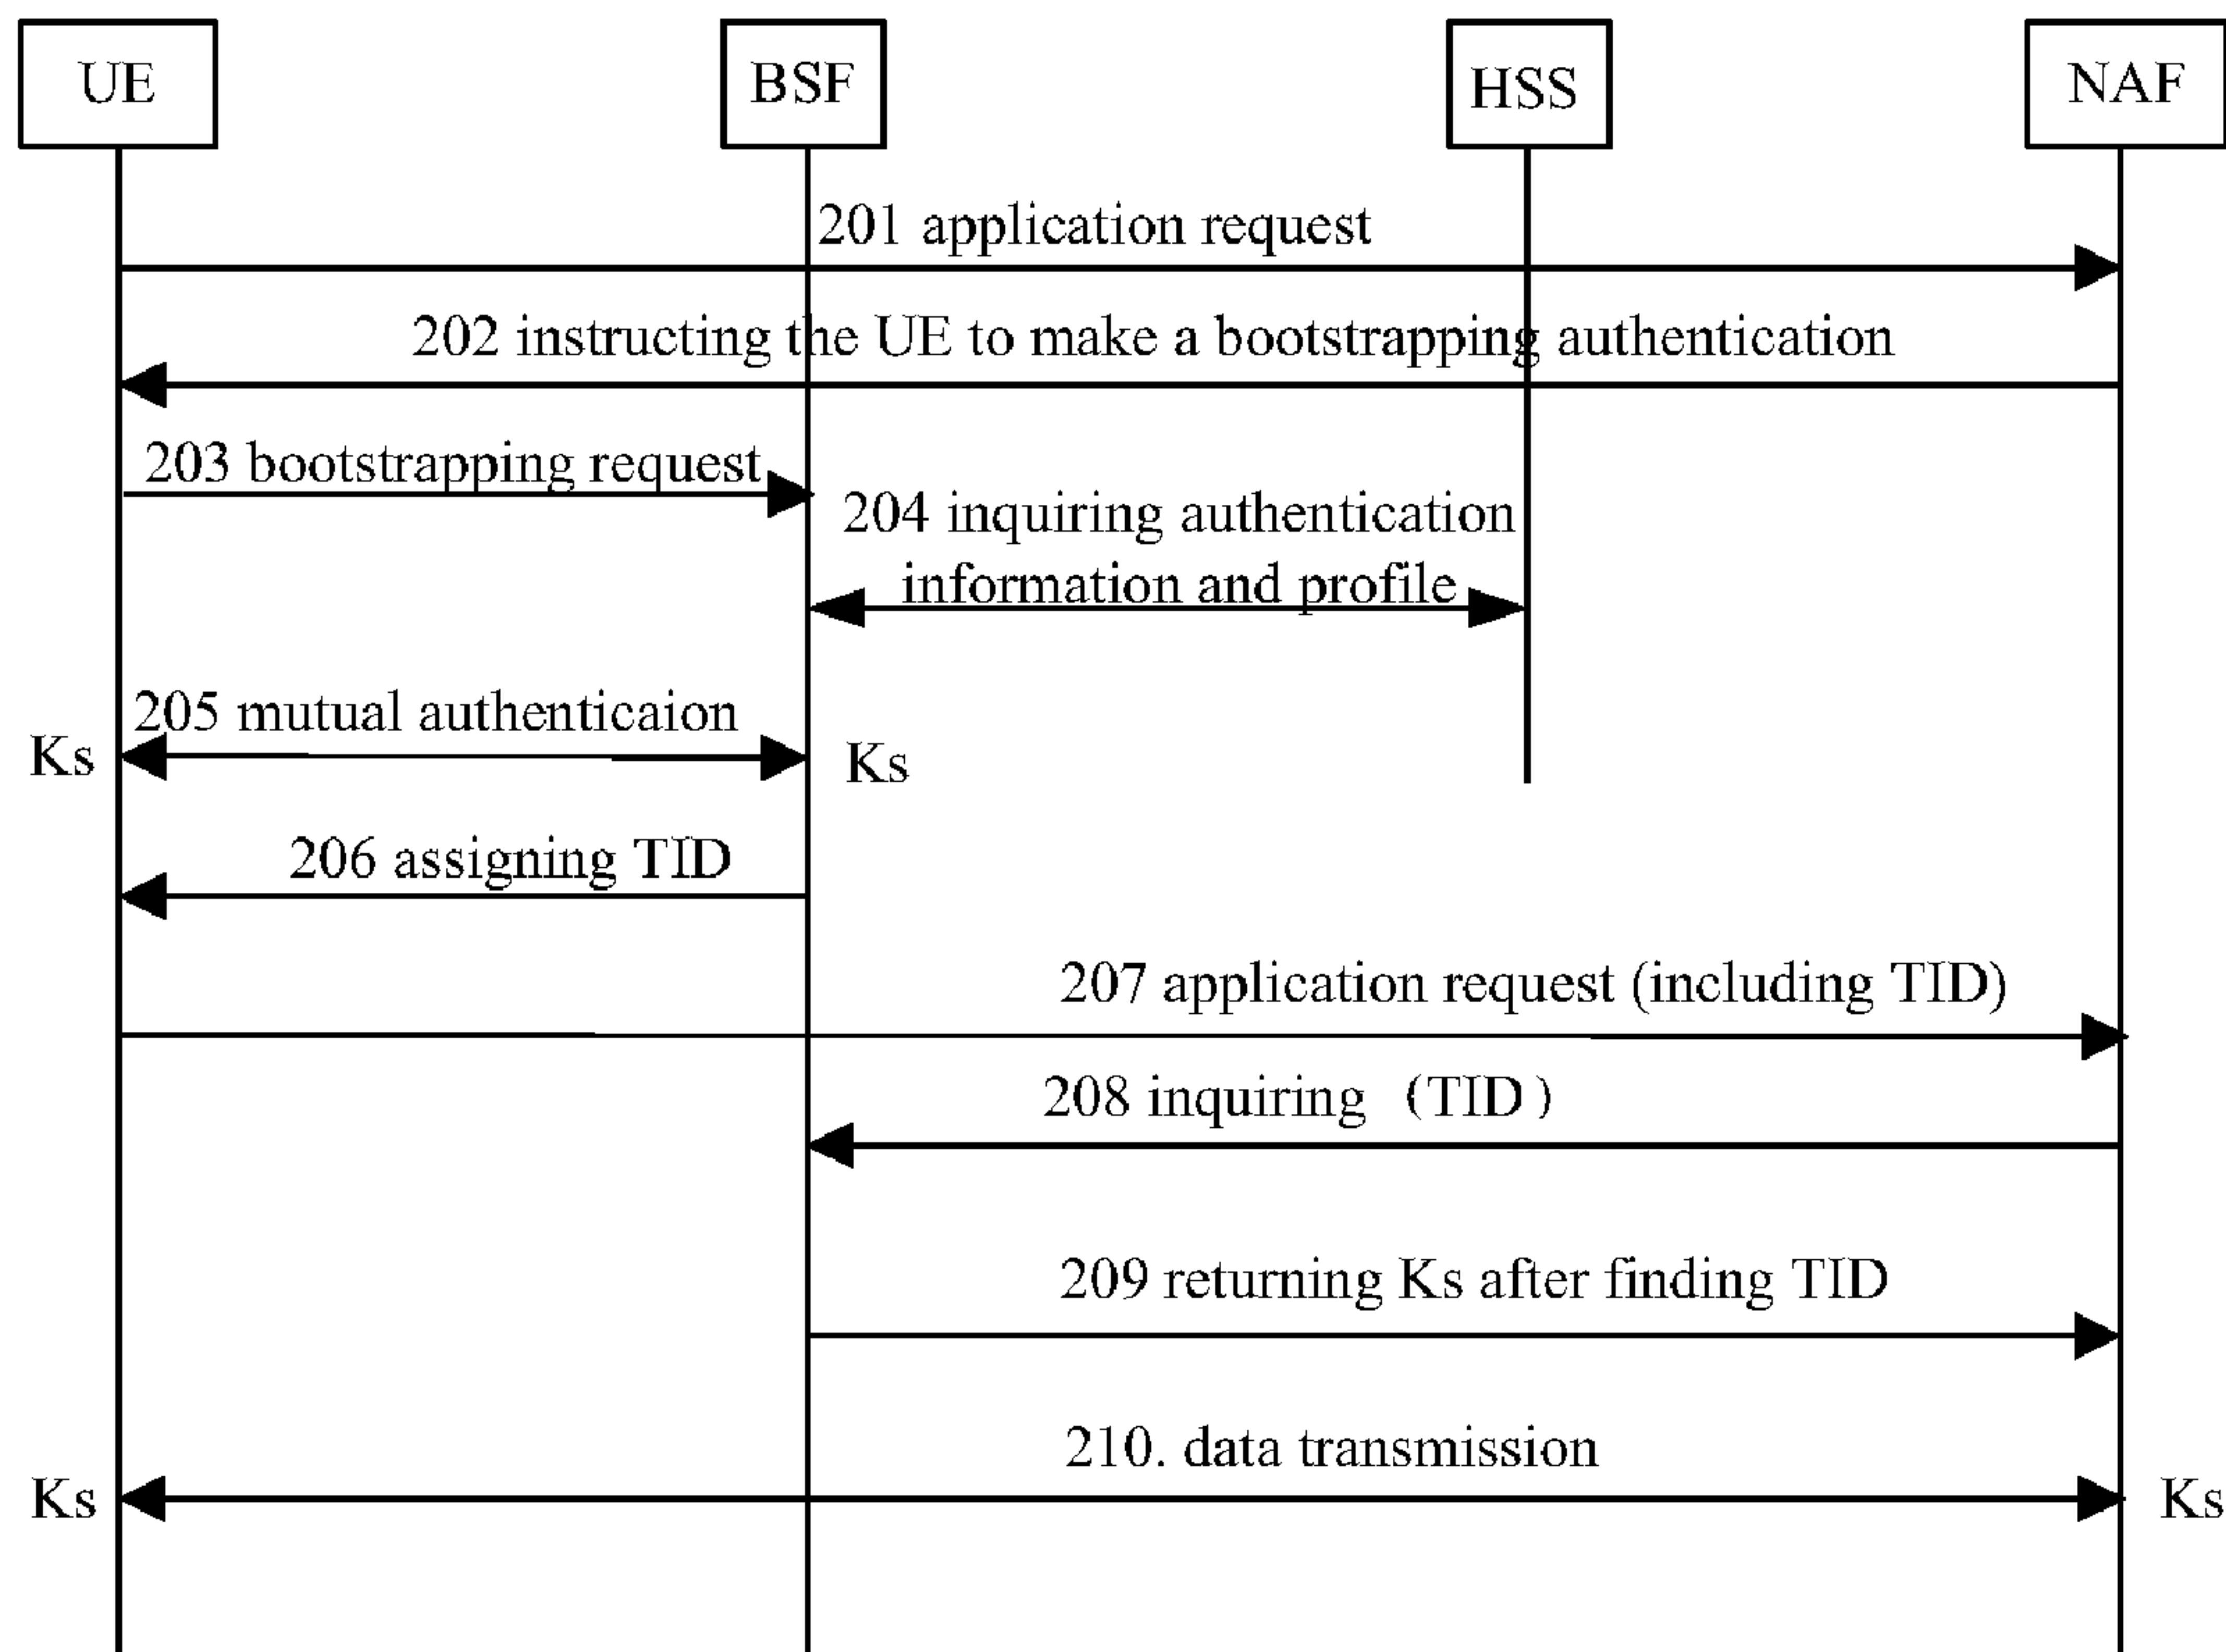 UE
BSF
HSS
NAF
201 application request
202 instructing the UE to make a bootstrapping authentication
203 bootstrapping request
204 inquiring authentication
information and profile
205 mutual authenticaion
Ks
Ks
206 assigning TID
207 application request (including TID)
208 inquiring (TID)
209 returning Ks after finding TID
210. data transmission
Ks
Ks